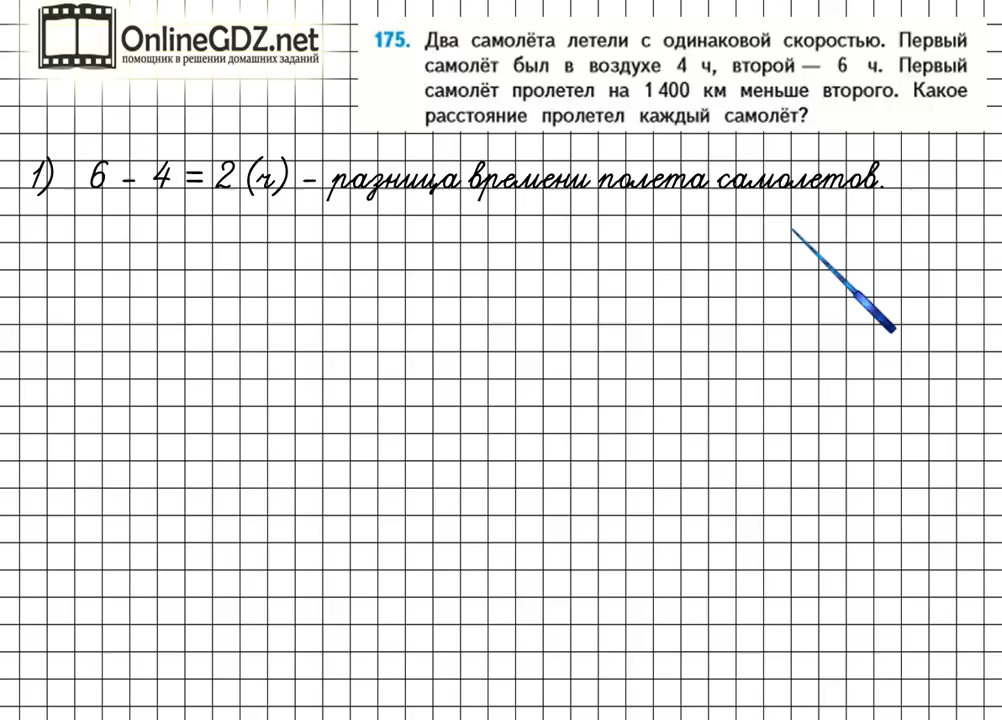 OnlineGDZ.net
помощник в решении домашних заданий
175. Два самолёта летели с одинаковой скоростью. Первый
самолёт был в воздухе 4 ч, второй — 6 ч. Первый
самолёт пролетел на 1 400 км меньше второго. Какое
расстояние пролетел каждый самолёт?
1) 6 - 4 = 2 (ч) - разница времени полета самолетов.